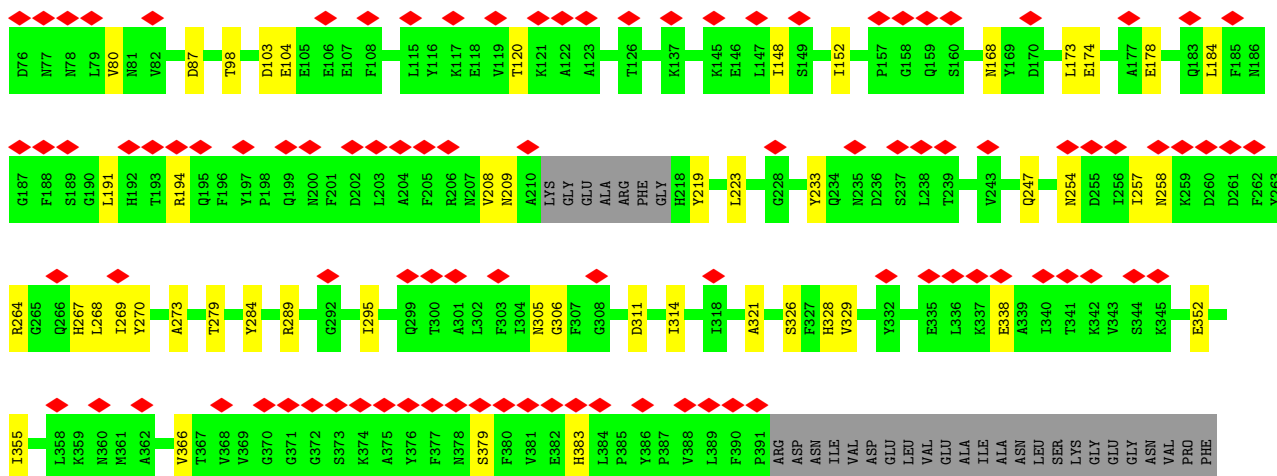 D76 N77 N78 L79 V80 N81 V82 D87 T98 D103 E104 E105 E106 E107 F108 L115 Y116 K117 E118 V119 T120 K121 A122 A123 T126 K137 K145 E146 L147 I148 S149 I152 P157 G158 Q159 S160 N168 Y169 D170 L173 E174 A177 E178 Q183 L184 F185 N186
G187 F188 S189 G190 L191 H192 T193 R194 Q195 F196 Y197 P198 Q199 N200 F201 D202 L203 A204 F205 R206 N207 V208 N209 A210 LYS GLY GLU ALA ARG PHE GLY H218 Y219 L223 G228 Y233 Q234 N235 D236 S237 L238 T239 V243 Q247 N254 D255 I256 I257 N258 K259 D260 D261 F262 Y263
R264 G265 Q266 H267 L268 I269 Y270 A273 T279 Y284 R289 G292 I295 Q299 T300 A301 L302 F303 I304 N305 G306 F307 G308 D311 I314 I318 A321 S326 F327 H328 V329 Y332 E335 L336 K337 E338 A339 I340 T341 K342 V343 S344 K345 E352
I355 L358 K359 N360 M361 A362 V366 T367 V368 V369 G370 G371 G372 S373 K374 A375 Y376 F377 N378 S379 F380 V381 E382 H383 L384 P385 Y386 P387 V388 L389 F390 P391 ARG ASP ASN ILE VAL ASP GLU LEU VAL GLU ALA ILE ALA ASN LEU SER LYS GLY GLY ASN VAL PRO PHE